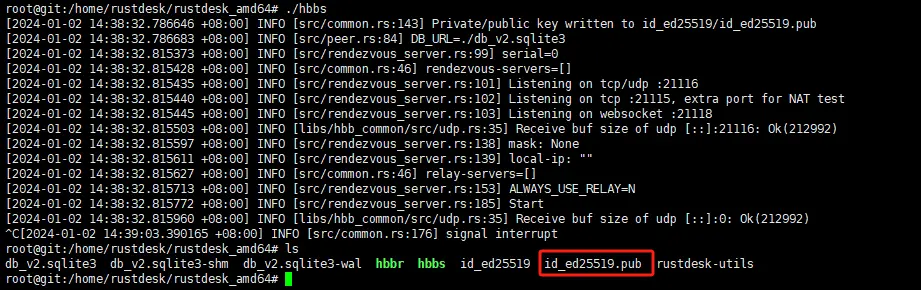 root@git:/home/rustdesk/rustdesk_amd64# ./hbbs
[2024-01-02 14:38:32.786646 +08:00] INFO [src/common.rs:143] Private/public key written to id_ed25519/id_ed25519.pub
[2024-01-02 14:38:32.786683 +08:00] INFO [src/peer.rs:84] DB_URL=./db_v2.sqlite3
[2024-01-02 14:38:32.815373 +08:00] INFO [src/rendezvous_server.rs:99] serial=0
[2024-01-02 14:38:32.815428 +08:00] INFO [src/common.rs:46] rendezvous-servers=[]
[2024-01-02 14:38:32.815435 +08:00] INFO [src/rendezvous_server.rs:101] Listening on tcp/udp :21116
[2024-01-02 14:38:32.815440 +08:00] INFO [src/rendezvous_server.rs:102] Listening on tcp :21115, extra port for NAT test
[2024-01-02 14:38:32.815445 +08:00] INFO [src/rendezvous_server.rs:103] Listening on websocket :21118
[2024-01-02 14:38:32.815503 +08:00] INFO [libs/hbb_common/src/udp.rs:35] Receive buf size of udp [::]:21116: Ok(212992)
[2024-01-02 14:38:32.815597 +08:00] INFO [src/rendezvous_server.rs:138] mask: None
[2024-01-02 14:38:32.815611 +08:00] INFO [src/rendezvous_server.rs:139] local-ip: ""
[2024-01-02 14:38:32.815627 +08:00] INFO [src/common.rs:46] relay-servers=[]
[2024-01-02 14:38:32.815713 +08:00] INFO [src/rendezvous_server.rs:153] ALWAYS_USE_RELAY=N
[2024-01-02 14:38:32.815772 +08:00] INFO [src/rendezvous_server.rs:185] Start
[2024-01-02 14:38:32.815960 +08:00] INFO [libs/hbb_common/src/udp.rs:35] Receive buf size of udp [::]:0: Ok(212992)
^C[2024-01-02 14:39:03.390165 +08:00] INFO [src/common.rs:176] signal interrupt
root@git:/home/rustdesk/rustdesk_amd64# ls
db_v2.sqlite3 db_v2.sqlite3-shm db_v2.sqlite3-wal hbbr hbbs id_ed25519 id_ed25519.pub rustdesk-utils
root@git:/home/rustdesk/rustdesk_amd64#